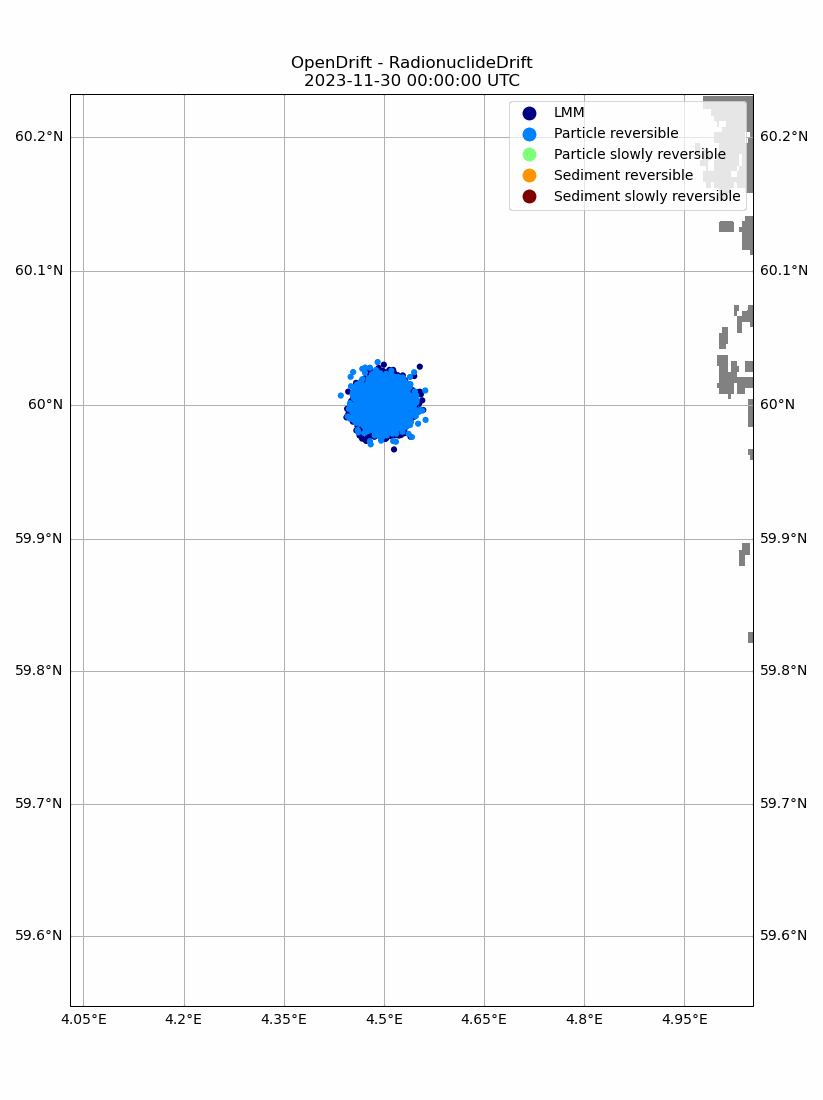 OpenDrift - RadionuclideDrift
2023-11-30 00:00:00 UTC
LMM
Particle reversible
Particle slowly reversible
Sediment reversible
Sediment slowly reversible
60.2°N 60.2°N
60.1°N 60.1°N
60°N 60°N
59.9°N 59.9°N
59.8°N 59.8°N
59.7°N 59.7°N
59.6°N 59.6°N
4.05°E 4.2°E 4.35°E 4.5°E 4.65°E 4.8°E 4.95°E